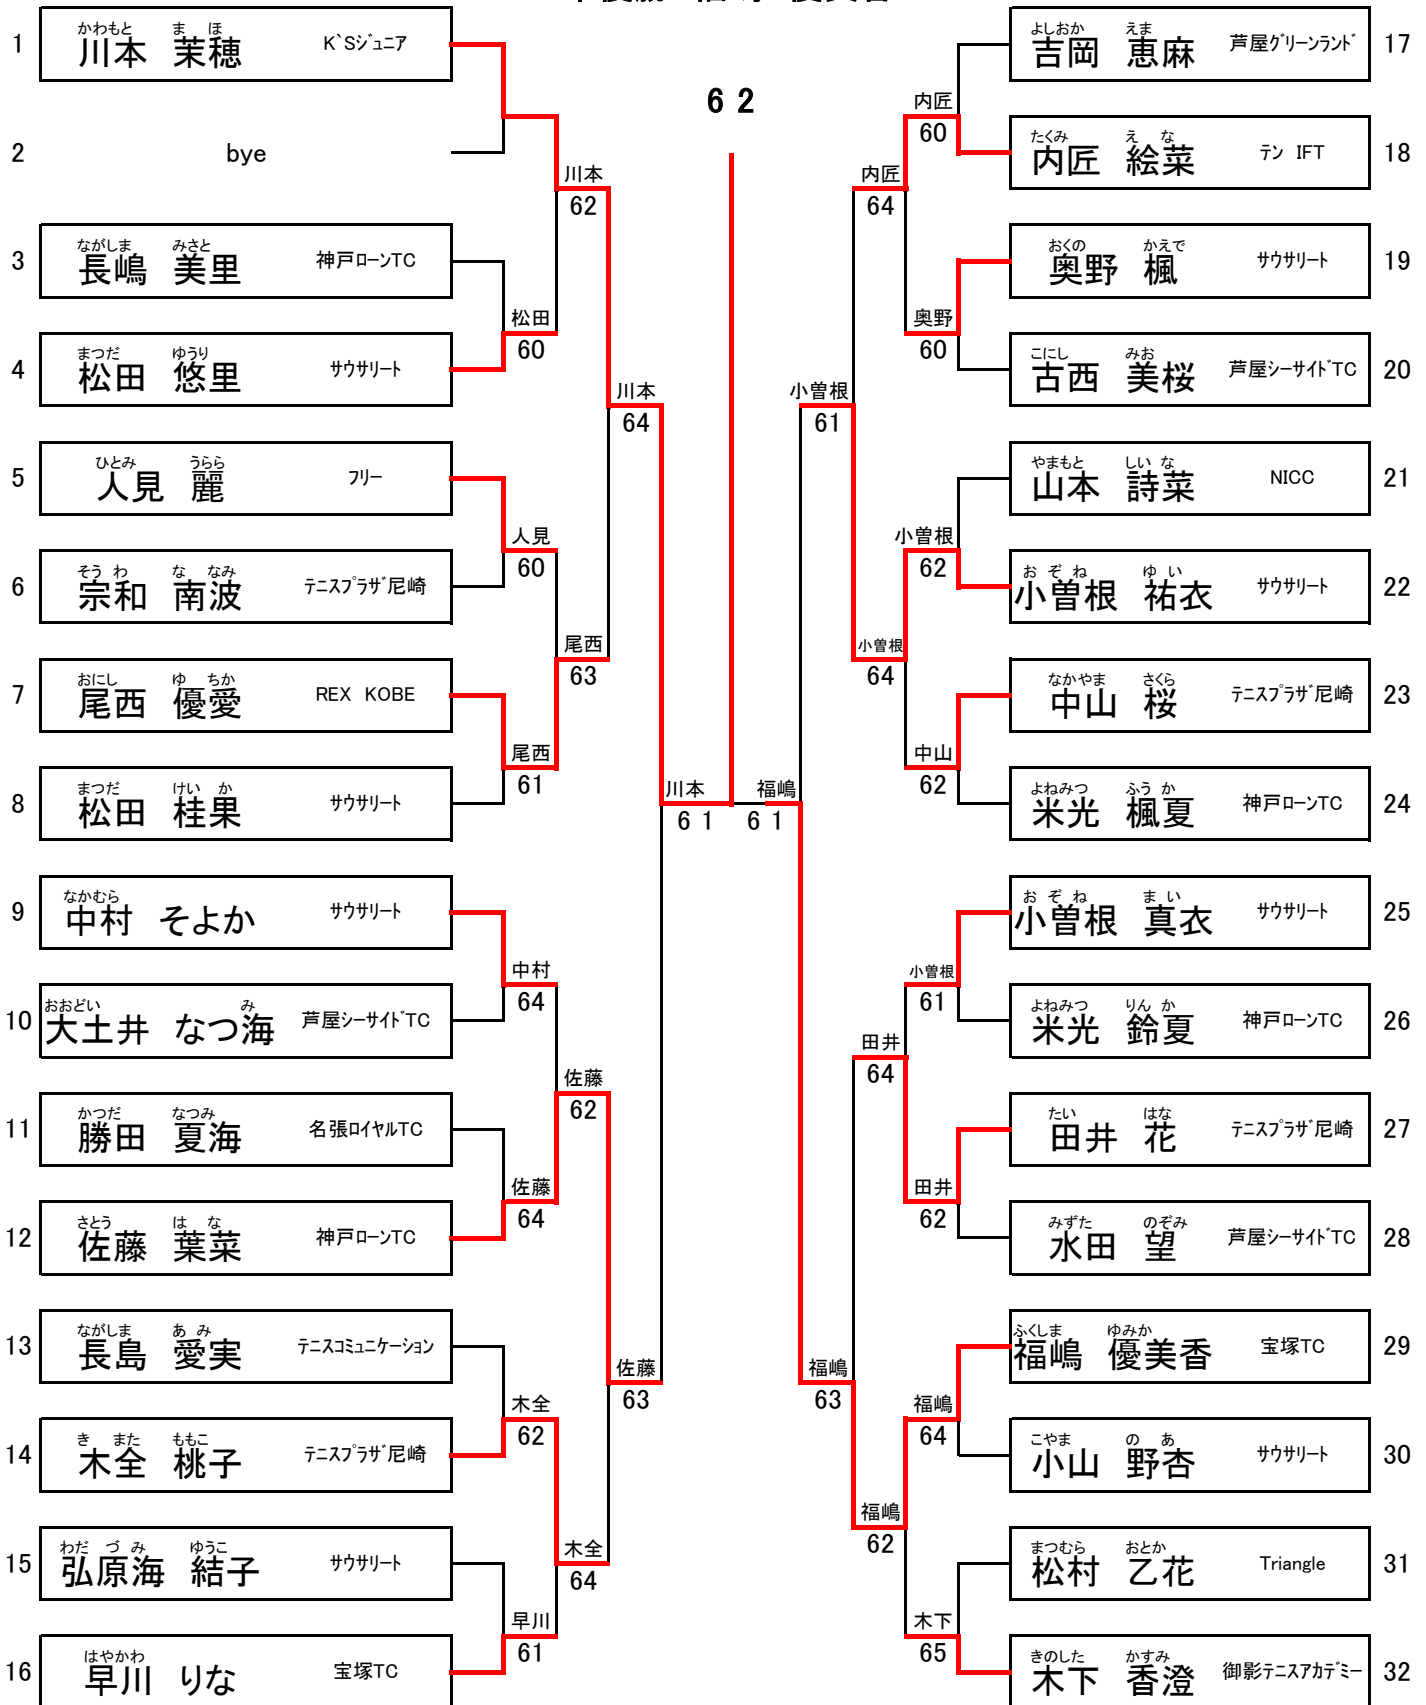 ６２
1 かわもと ま ほ
川本 茉穂 K`Sジュニア
2 bye
川本
62
3 ながしま みさと
長嶋 美里 神戸ローンTC
松田
60
4 まつだ ゆうり
松田 悠里 サウサリート
川本
64
5 ひとみ うらら
人見 麗 フリー
人見
60
6 そう わ な なみ
宗和 南波 テニスプラザ尼崎
尾西
63
7 おにし ゆ ちか
尾西 優愛 REX KOBE
尾西
61
8 まつだ けい か
松田 桂果 サウサリート
川本
６１
9 なかむら
中村 そよか サウサリート
中村
64
10 おおどい み
大土井 なつ海 芦屋シーサイドTC
佐藤
62
11 かつだ なつみ
勝田 夏海 名張ロイヤルTC
佐藤
64
12 さとう は な
佐藤 葉菜 神戸ローンTC
13 ながしま あ み
長島 愛実 テニスコミュニケーション
佐藤
63
木全
62
14 き また ももこ
木全 桃子 テニスプラザ尼崎
15 わだ づ み ゆうこ
弘原海 結子 サウサリート
木全
64
早川
61
16 はやかわ
早川 りな 宝塚TC
よしおか えま
吉岡 恵麻 芦屋グリーンランド 17
内匠
60
たくみ え な
内匠 絵菜 テン IFT 18
内匠
64
おくの かえで
奥野 楓 サウサリート 19
奥野
60
こにし みお
古西 美桜 芦屋シーサイドTC 20
小曽根
61
やまもと しい な
山本 詩菜 NICC 21
小曽根
62
お ぞ ね ゆ い
小曽根 祐衣 サウサリート 22
小曽根
64
なかやま さくら
中山 桜 テニスプラザ尼崎 23
中山
62
よねみつ ふう か
米光 楓夏 神戸ローンTC 24
福嶋
６１
お ぞ ね ま い
小曽根 真衣 サウサリート 25
小曽根
61
よねみつ りん か
米光 鈴夏 神戸ローンTC 26
田井
64
たい はな
田井 花 テニスプラザ尼崎 27
田井
62
みずた のぞみ
水田 望 芦屋シーサイドTC 28
ふくしま ゆみか
福嶋 優美香 宝塚TC 29
福嶋
63
福嶋
64
こやま の あ
小山 野杏 サウサリート 30
福嶋
62
まつむら おとか
松村 乙花 Triangle 31
木下
65
きのした かすみ
木下 香澄 御影テニスアカデミー 32